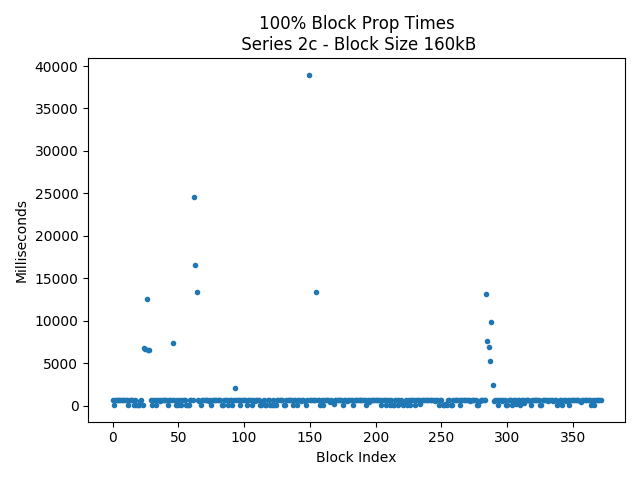 100% Block Prop Times
Series 2c - Block Size 160kB
40000
35000
30000
25000
20000
15000
10000
5000
0
Milliseconds
0 50 100 150 200 250 300 350
Block Index